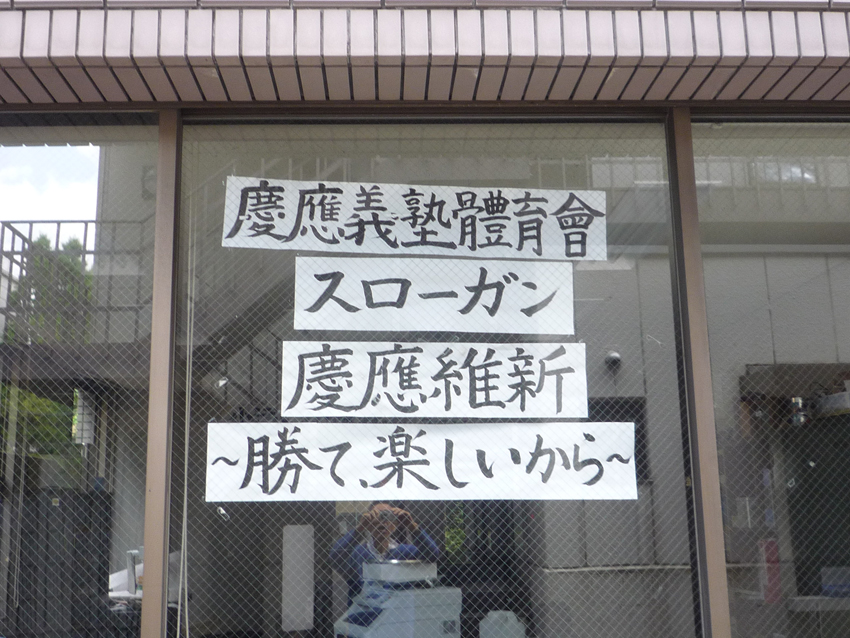 慶應義塾體育會
スローガン
慶應維新
~勝て、楽しいから~